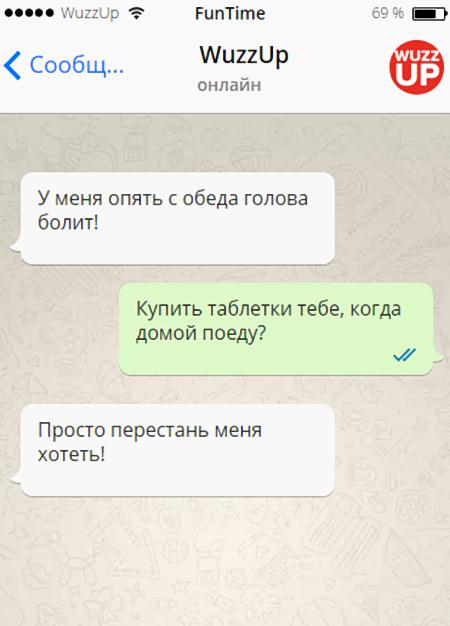 ●●●●● WuzzUp FunTime 69 %
Сообщ... WuzzUp WUZZ
онлайн UP
У меня опять с обеда голова
болит!
Купить таблетки тебе, когда
домой поеду?
Просто перестань меня
хотеть!